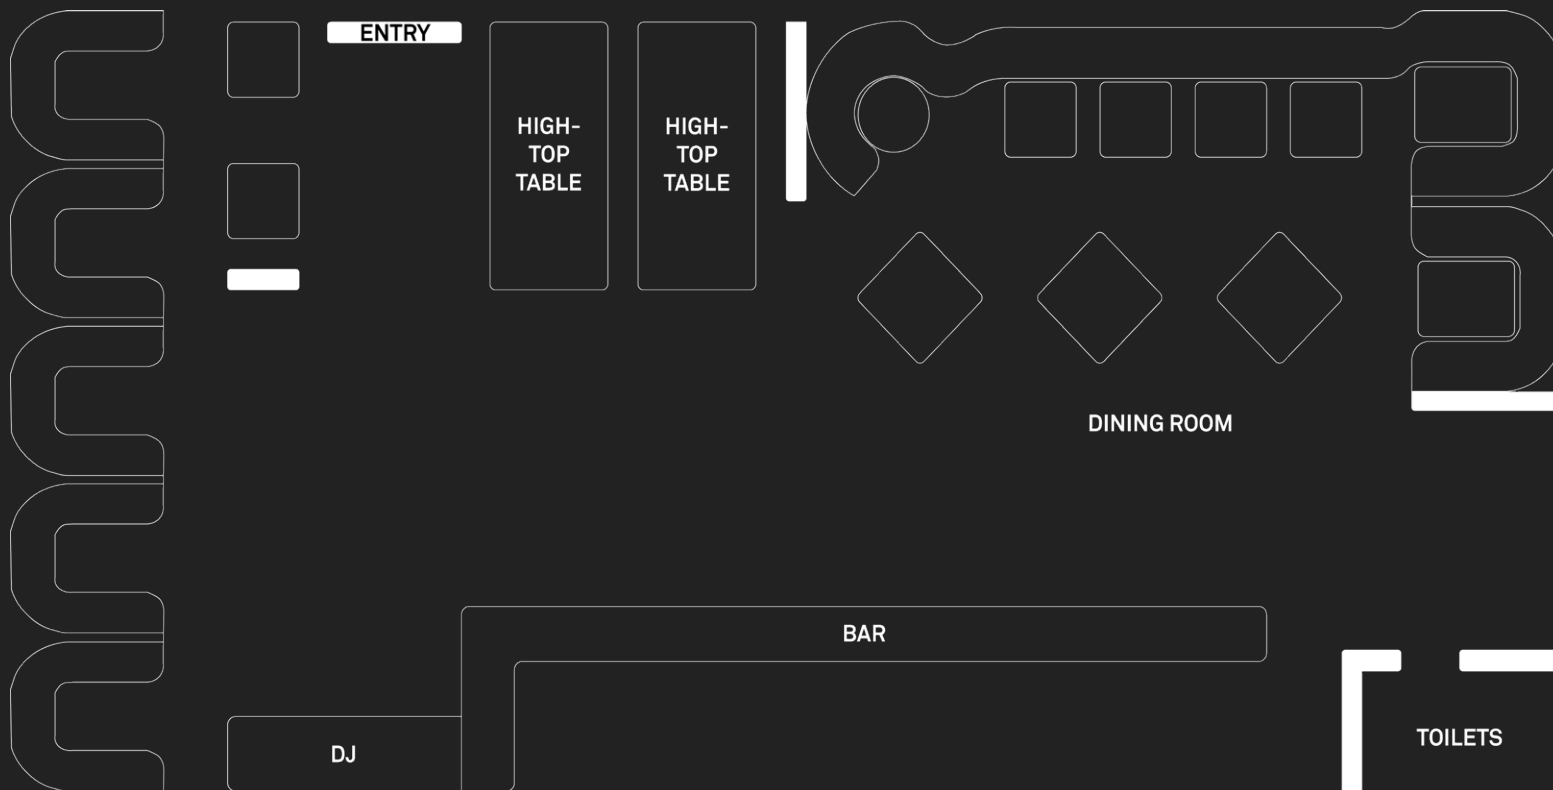 ENTRY
HIGH-
TOP
TABLE
HIGH-
TOP
TABLE
DINING ROOM
BAR
DJ
TOILETS